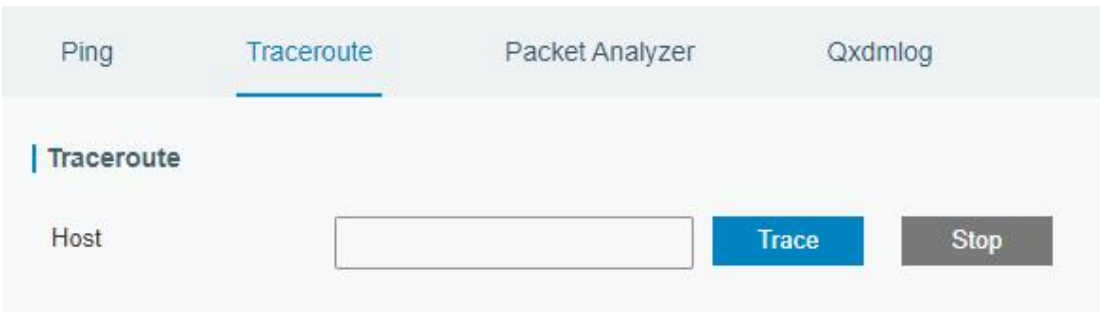 Ping Traceroute Packet Analyzer Qxdmlog
Traceroute
Host Trace Stop